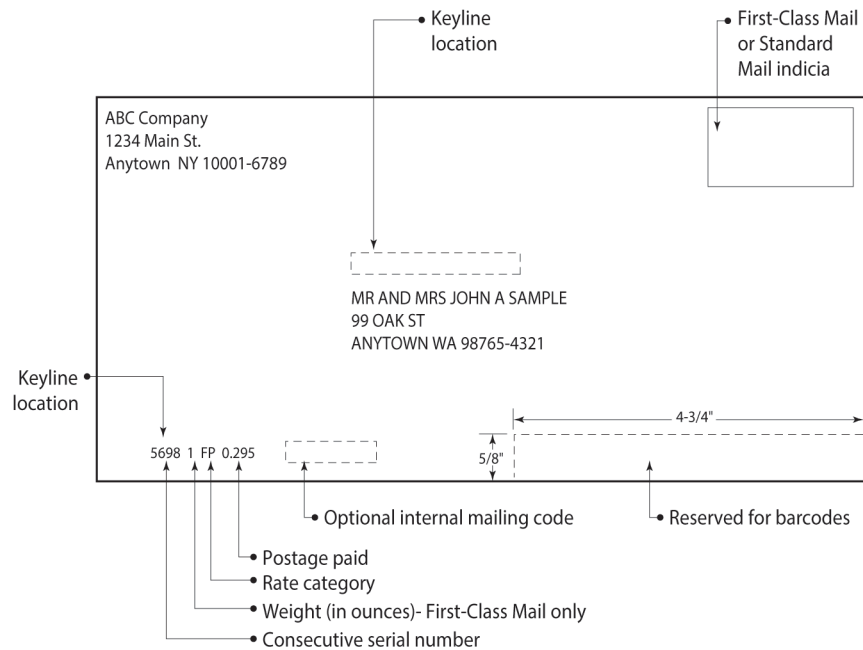 Keyline
location
First-Class Mail
or Standard
Mail indicia
ABC Company
1234 Main St.
Anytown NY 10001-6789
MR AND MRS JOHN A SAMPLE
99 OAK ST
ANYTOWN WA 98765-4321
Keyline
location
4-3/4"
5/8"
5698 1 FP 0.295
Optional internal mailing code
Reserved for barcodes
Postage paid
Rate category
Weight (in ounces)- First-Class Mail only
Consecutive serial number